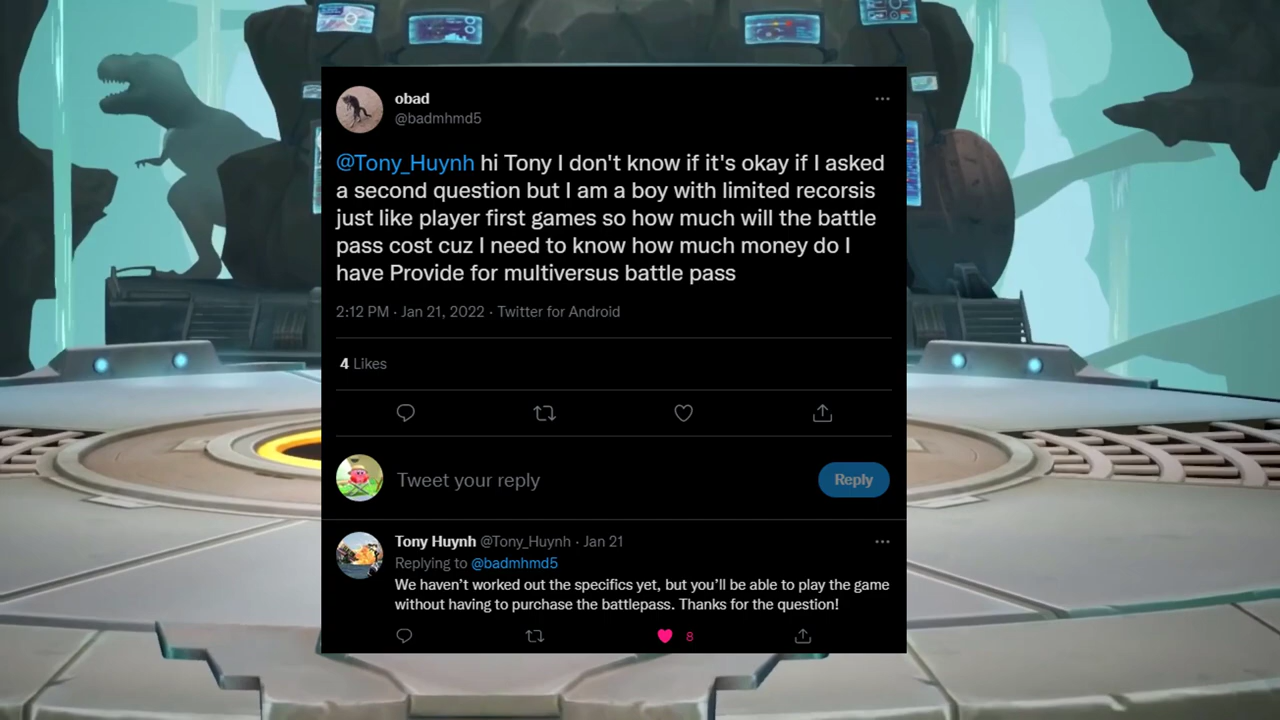 obad
@badmhmd5
@Tony_Huynh hi Tony I don't know if it's okay if I asked
a second question but I am a boy with limited recorsis
just like player first games so how much will the battle
pass cost cuz I need to know how much money do I
have Provide for multiversus battle pass
2:12 PM · Jan 21, 2022 · Twitter for Android
4 Likes
Tweet your reply
Reply
Tony Huynh @Tony_Huynh · Jan 21
Replying to @badmhmd5
We haven’t worked out the specifics yet, but you’ll be able to play the game
without having to purchase the battlepass. Thanks for the question!
8